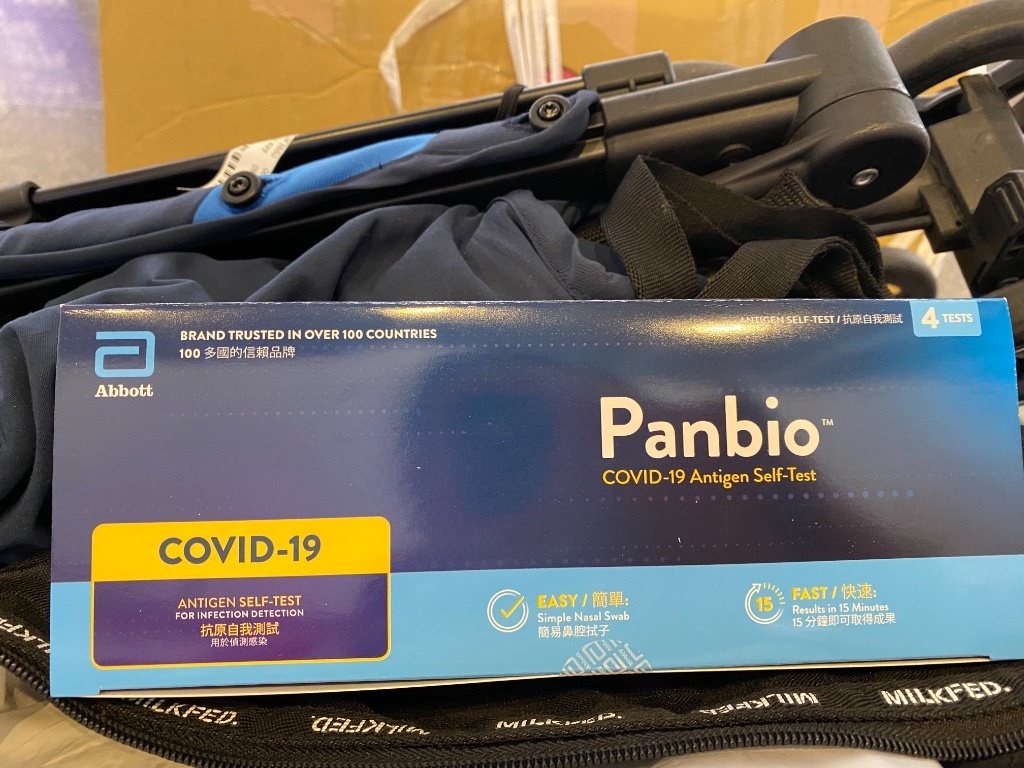 Abbott
BRAND TRUSTED IN OVER 100 COUNTRIES
100 多國的信賴品牌
ANTIGEN SELF-TEST / 抗原自我測試
4 TESTS
Panbio™
COVID-19 Antigen Self-Test
COVID-19
ANTIGEN SELF-TEST
FOR INFECTION DETECTION
抗原自我測試
用於偵測感染
EASY / 簡單:
Simple Nasal Swab
簡易鼻腔拭子
15
FAST / 快速:
Results in 15 Minutes
15 分鐘即可取得成果
MILKFED.
MILKFED.
MILKFED.
MILKFED.
MILKFED.